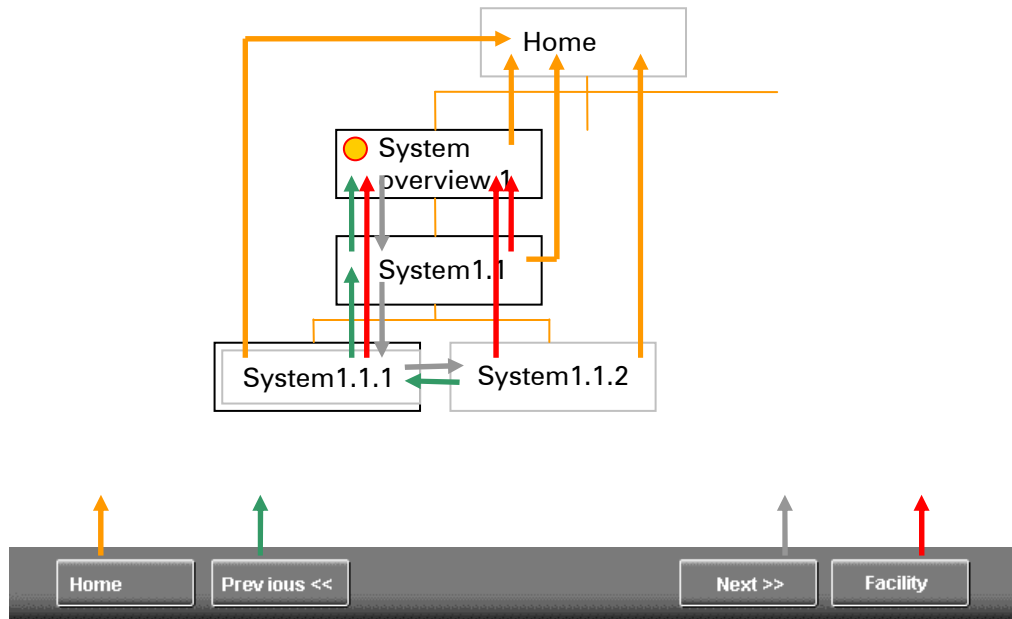 Home
System
overview 1
System1.1
System1.1.1
System1.1.2
Home
Previous <<
Next >>
Facility